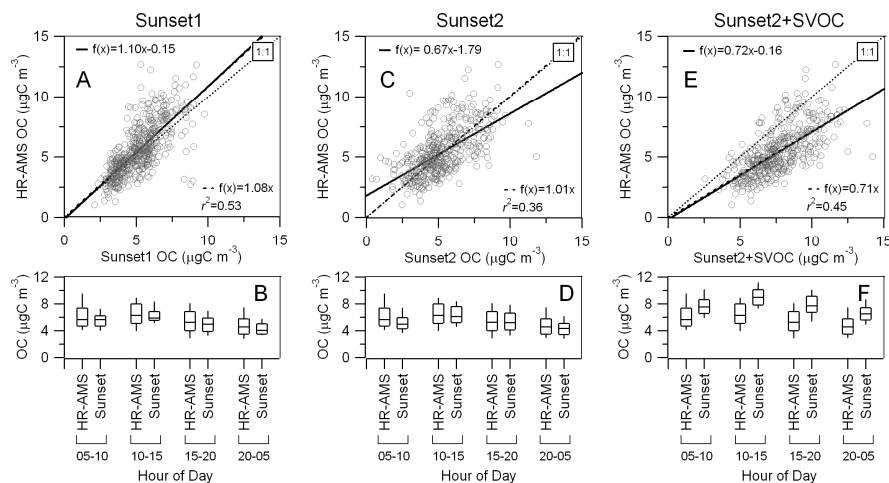 Sunset1
Sunset2
Sunset2+SVOC
15
10
5
0
HR-AMS OC (µgC m⁻³)
f(x)=1.10x-0.15
1:1
A
f(x)=1.08x
r²=0.53
0
5
10
15
Sunset1 OC (µgC m⁻³)
15
10
5
0
HR-AMS OC (µgC m⁻³)
f(x)= 0.67x-1.79
1:1
C
f(x)=1.01x
r²=0.36
0
5
10
15
Sunset2 OC (µgC m⁻³)
15
10
5
0
HR-AMS OC (µgC m⁻³)
f(x)=0.72x-0.16
1:1
E
f(x)=0.71x
r²=0.45
0
5
10
15
Sunset2+SVOC (µgC m⁻³)
12
8
4
0
OC (µgC m⁻³)
B
HR-AMS
Sunset
HR-AMS
Sunset
HR-AMS
Sunset
HR-AMS
Sunset
05-10
10-15
15-20
20-05
Hour of Day
12
8
4
0
OC (µgC m⁻³)
D
HR-AMS
Sunset
HR-AMS
Sunset
HR-AMS
Sunset
HR-AMS
Sunset
05-10
10-15
15-20
20-05
Hour of Day
12
8
4
0
OC (µgC m⁻³)
F
HR-AMS
Sunset
HR-AMS
Sunset
HR-AMS
Sunset
HR-AMS
Sunset
05-10
10-15
15-20
20-05
Hour of Day